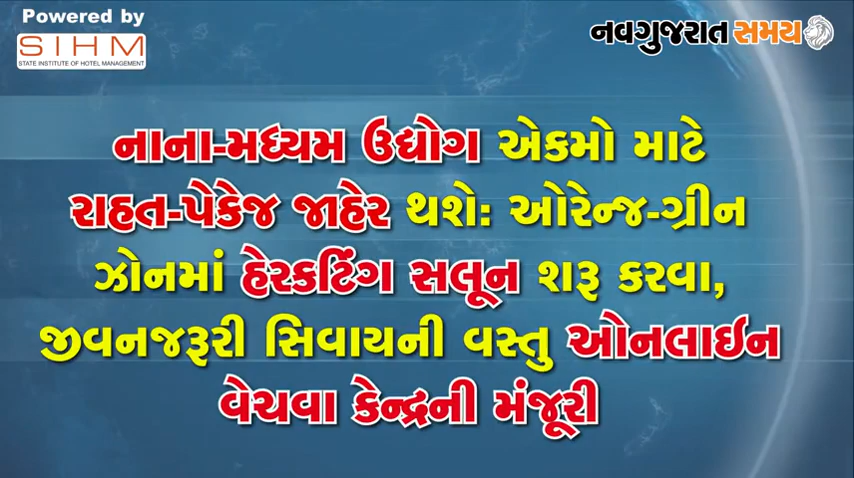 Powered by
SIHM
STATE INSTITUTE OF HOTEL MANAGEMENT
નવગુજરાત સમય
નાના-મધ્યમ ઉદ્યોગ એકમો માટે
રાહત-પેકેજ જાહેર થશે: ઓરેન્જ-ગ્રીન
ઝોનમાં હેરકટિંગ સલૂન શરૂ કરવા,
જીવનજરૂરી સિવાયની વસ્તુ ઓનલાઈન
વેચવા કેન્દ્રની મંજૂરી